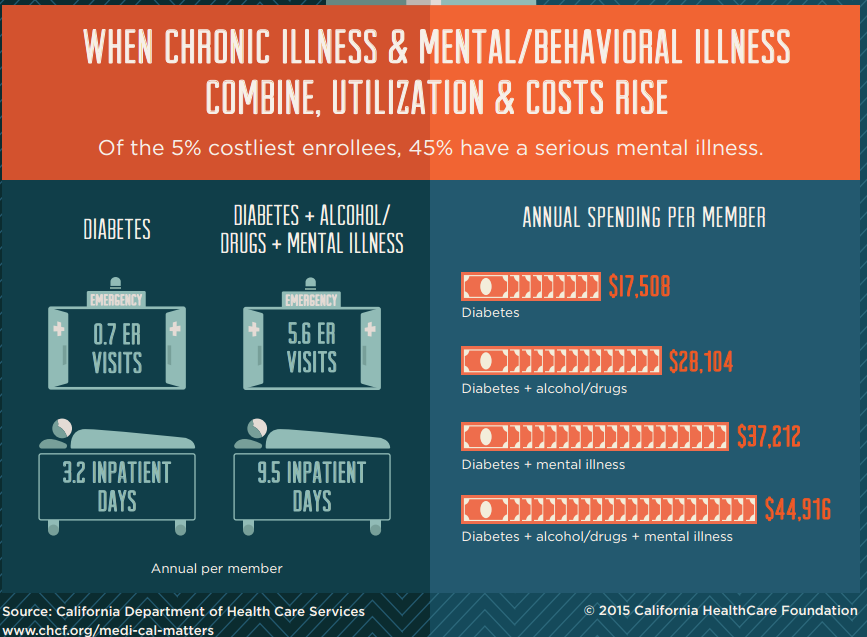 WHEN CHRONIC ILLNESS & MENTAL/BEHAVIORAL ILLNESS
COMBINE, UTILIZATION & COSTS RISE
Of the 5% costliest enrollees, 45% have a serious mental illness.
DIABETES
DIABETES + ALCOHOL/
DRUGS + MENTAL ILLNESS
EMERGENCY
0.7 ER
VISITS
EMERGENCY
5.6 ER
VISITS
3.2 INPATIENT
DAYS
9.5 INPATIENT
DAYS
Annual per member
ANNUAL SPENDING PER MEMBER
$17,508
Diabetes
$28,104
Diabetes + alcohol/drugs
$37,212
Diabetes + mental illness
$44,916
Diabetes + alcohol/drugs + mental illness
Source: California Department of Health Care Services
www.chcf.org/medi-cal-matters
© 2015 California HealthCare Foundation